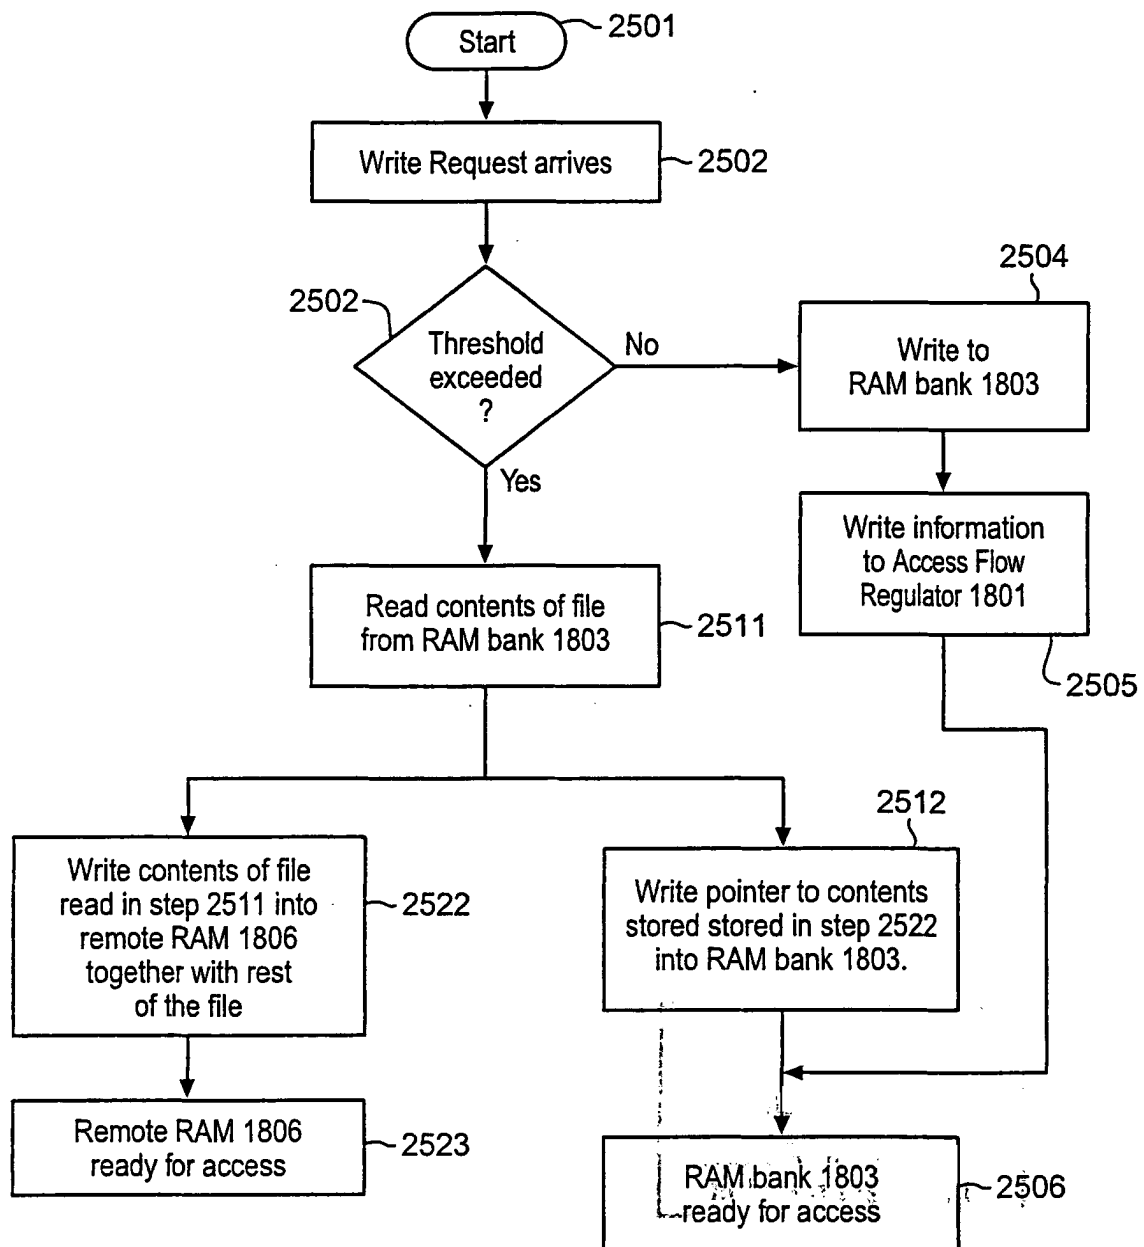 Start
2501
Write Request arrives
2502
2502
Threshold
exceeded
?
No
Yes
2504
Write to
RAM bank 1803
Write information
to Access Flow
Regulator 1801
2505
Read contents of file
from RAM bank 1803
2511
Write contents of file
read in step 2511 into
remote RAM 1806
together with rest
of the file
2522
2512
Write pointer to contents
stored stored in step 2522
into RAM bank 1803.
Remote RAM 1806
ready for access
2523
RAM bank 1803
ready for access
2506